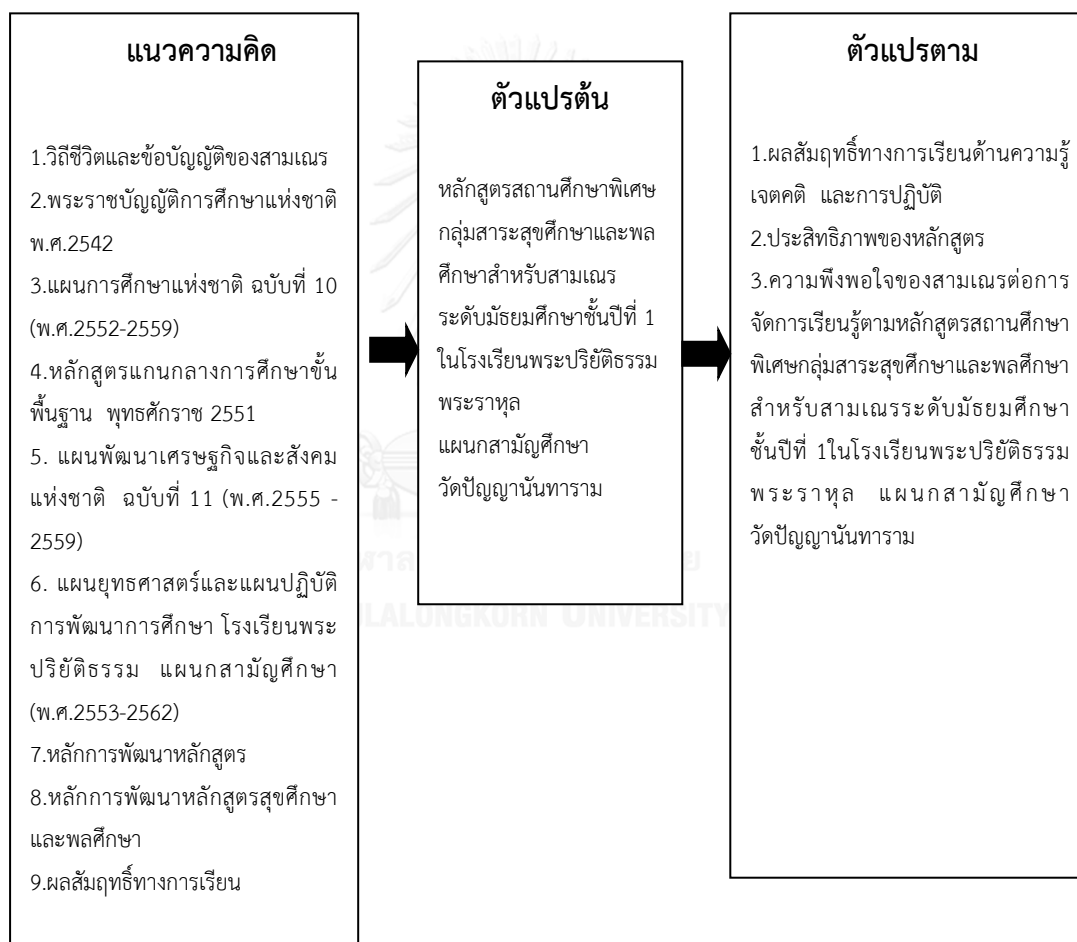 แนวความคิด
1.วิถีชีวิตและข้อบัญญัติของสามเณร
2.พระราชบัญญัติการศึกษาแห่งชาติ
พ.ศ.2542
3.แผนการศึกษาแห่งชาติ ฉบับที่ 10
(พ.ศ.2552-2559)
4.หลักสูตรแกนกลางการศึกษาขั้น
พื้นฐาน พุทธศักราช 2551
5. แผนพัฒนาเศรษฐกิจและสังคม
แห่งชาติ ฉบับที่ 11 (พ.ศ.2555 -
2559)
6. แผนยุทธศาสตร์และแผนปฏิบัติ
การพัฒนาการศึกษา โรงเรียนพระ
ปริยัติธรรม แผนกสามัญศึกษา
(พ.ศ.2553-2562)
7.หลักการพัฒนาหลักสูตร
8.หลักการพัฒนาหลักสูตรสุขศึกษา
และพลศึกษา
9.ผลสัมฤทธิ์ทางการเรียน
ตัวแปรต้น
หลักสูตรสถานศึกษาพิเศษ
กลุ่มสาระสุขศึกษาและพล
ศึกษาสำหรับสามเณร
ระดับมัธยมศึกษาชั้นปีที่ 1
ในโรงเรียนพระปริยัติธรรม
พระราหุล
แผนกสามัญศึกษา
วัดปัญญานันทาราม
ตัวแปรตาม
1.ผลสัมฤทธิ์ทางการเรียนด้านความรู้
เจตคติ และการปฏิบัติ
2.ประสิทธิภาพของหลักสูตร
3.ความพึงพอใจของสามเณรต่อการ
จัดการเรียนรู้ตามหลักสูตรสถานศึกษา
พิเศษกลุ่มสาระสุขศึกษาและพลศึกษา
สำหรับสามเณรระดับมัธยมศึกษา
ชั้นปีที่ 1ในโรงเรียนพระปริยัติธรรม
พระราหุล แผนกสามัญศึกษา
วัดปัญญานันทาราม
LALONGKORN UNIVERSITY